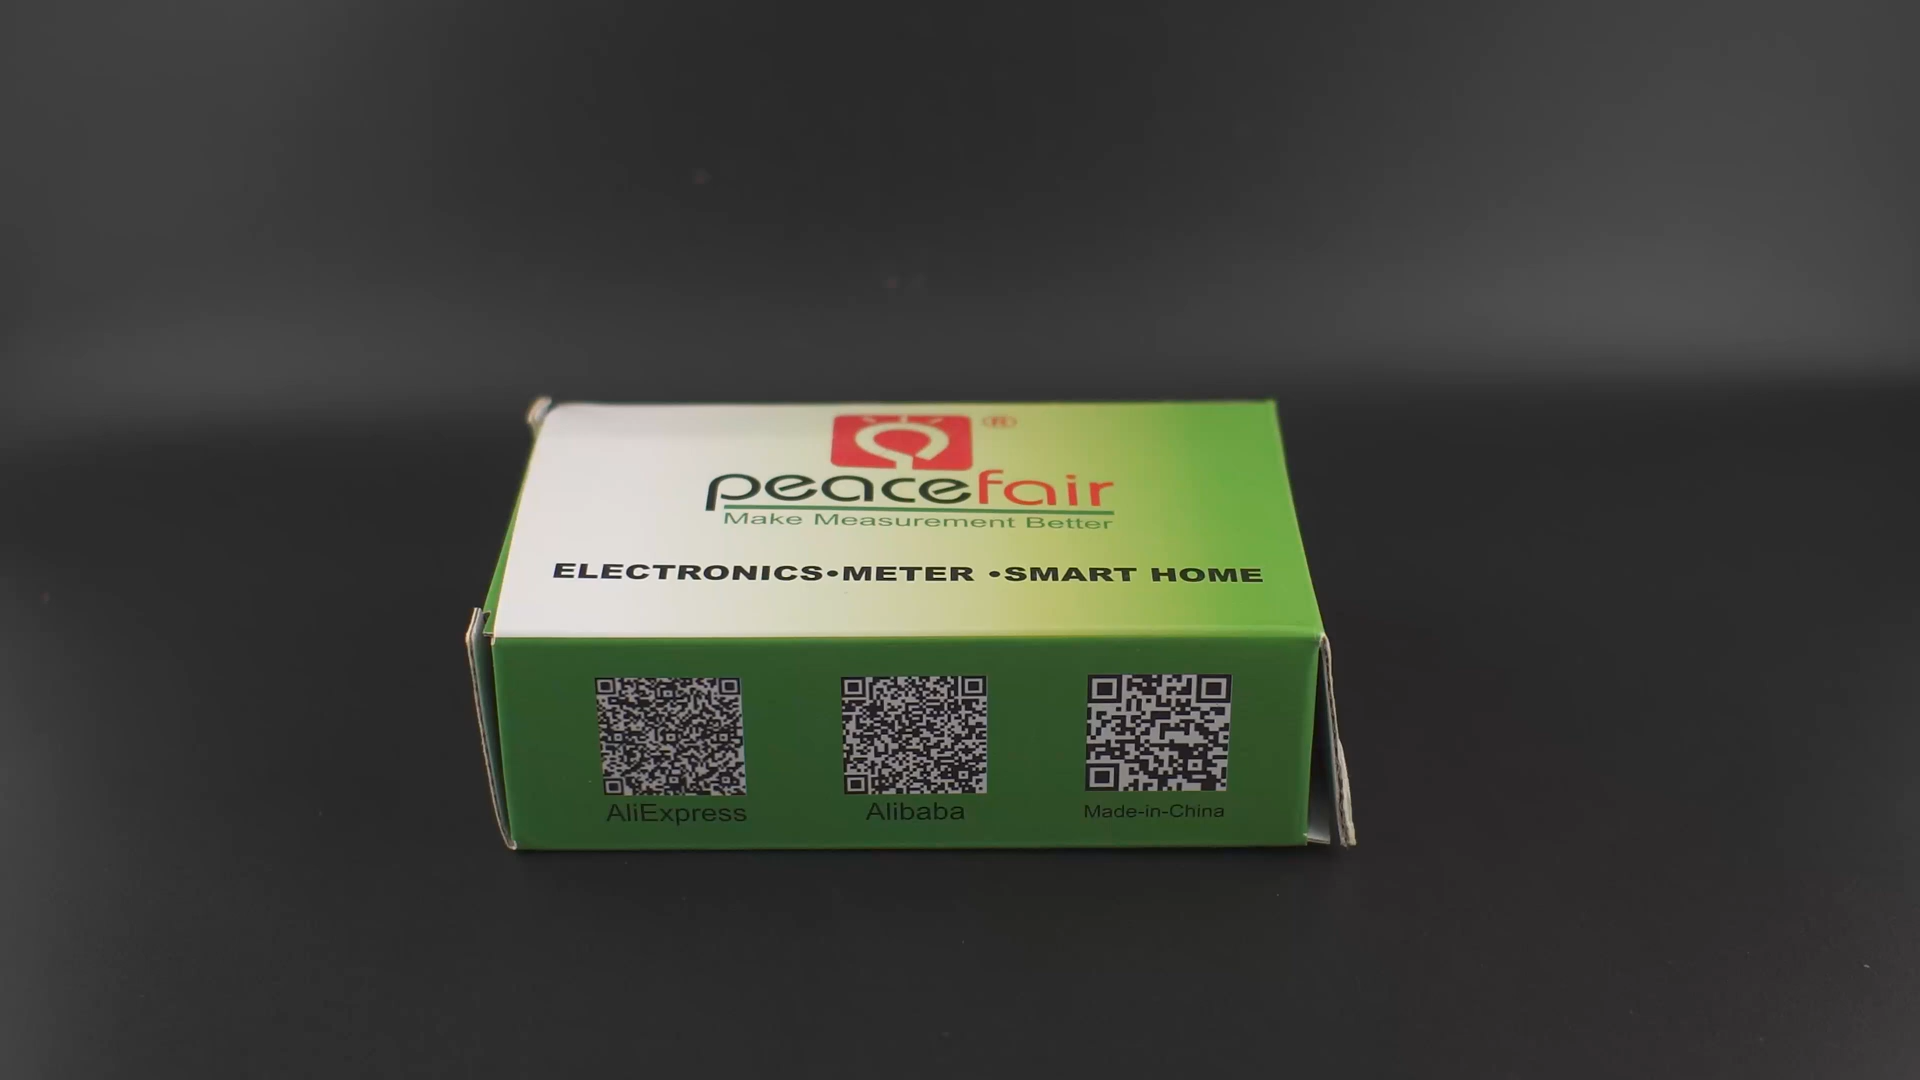 ®
peacefair
Make Measurement Better
ELECTRONICS•METER •SMART HOME
AliExpress
Alibaba
Made-in-China